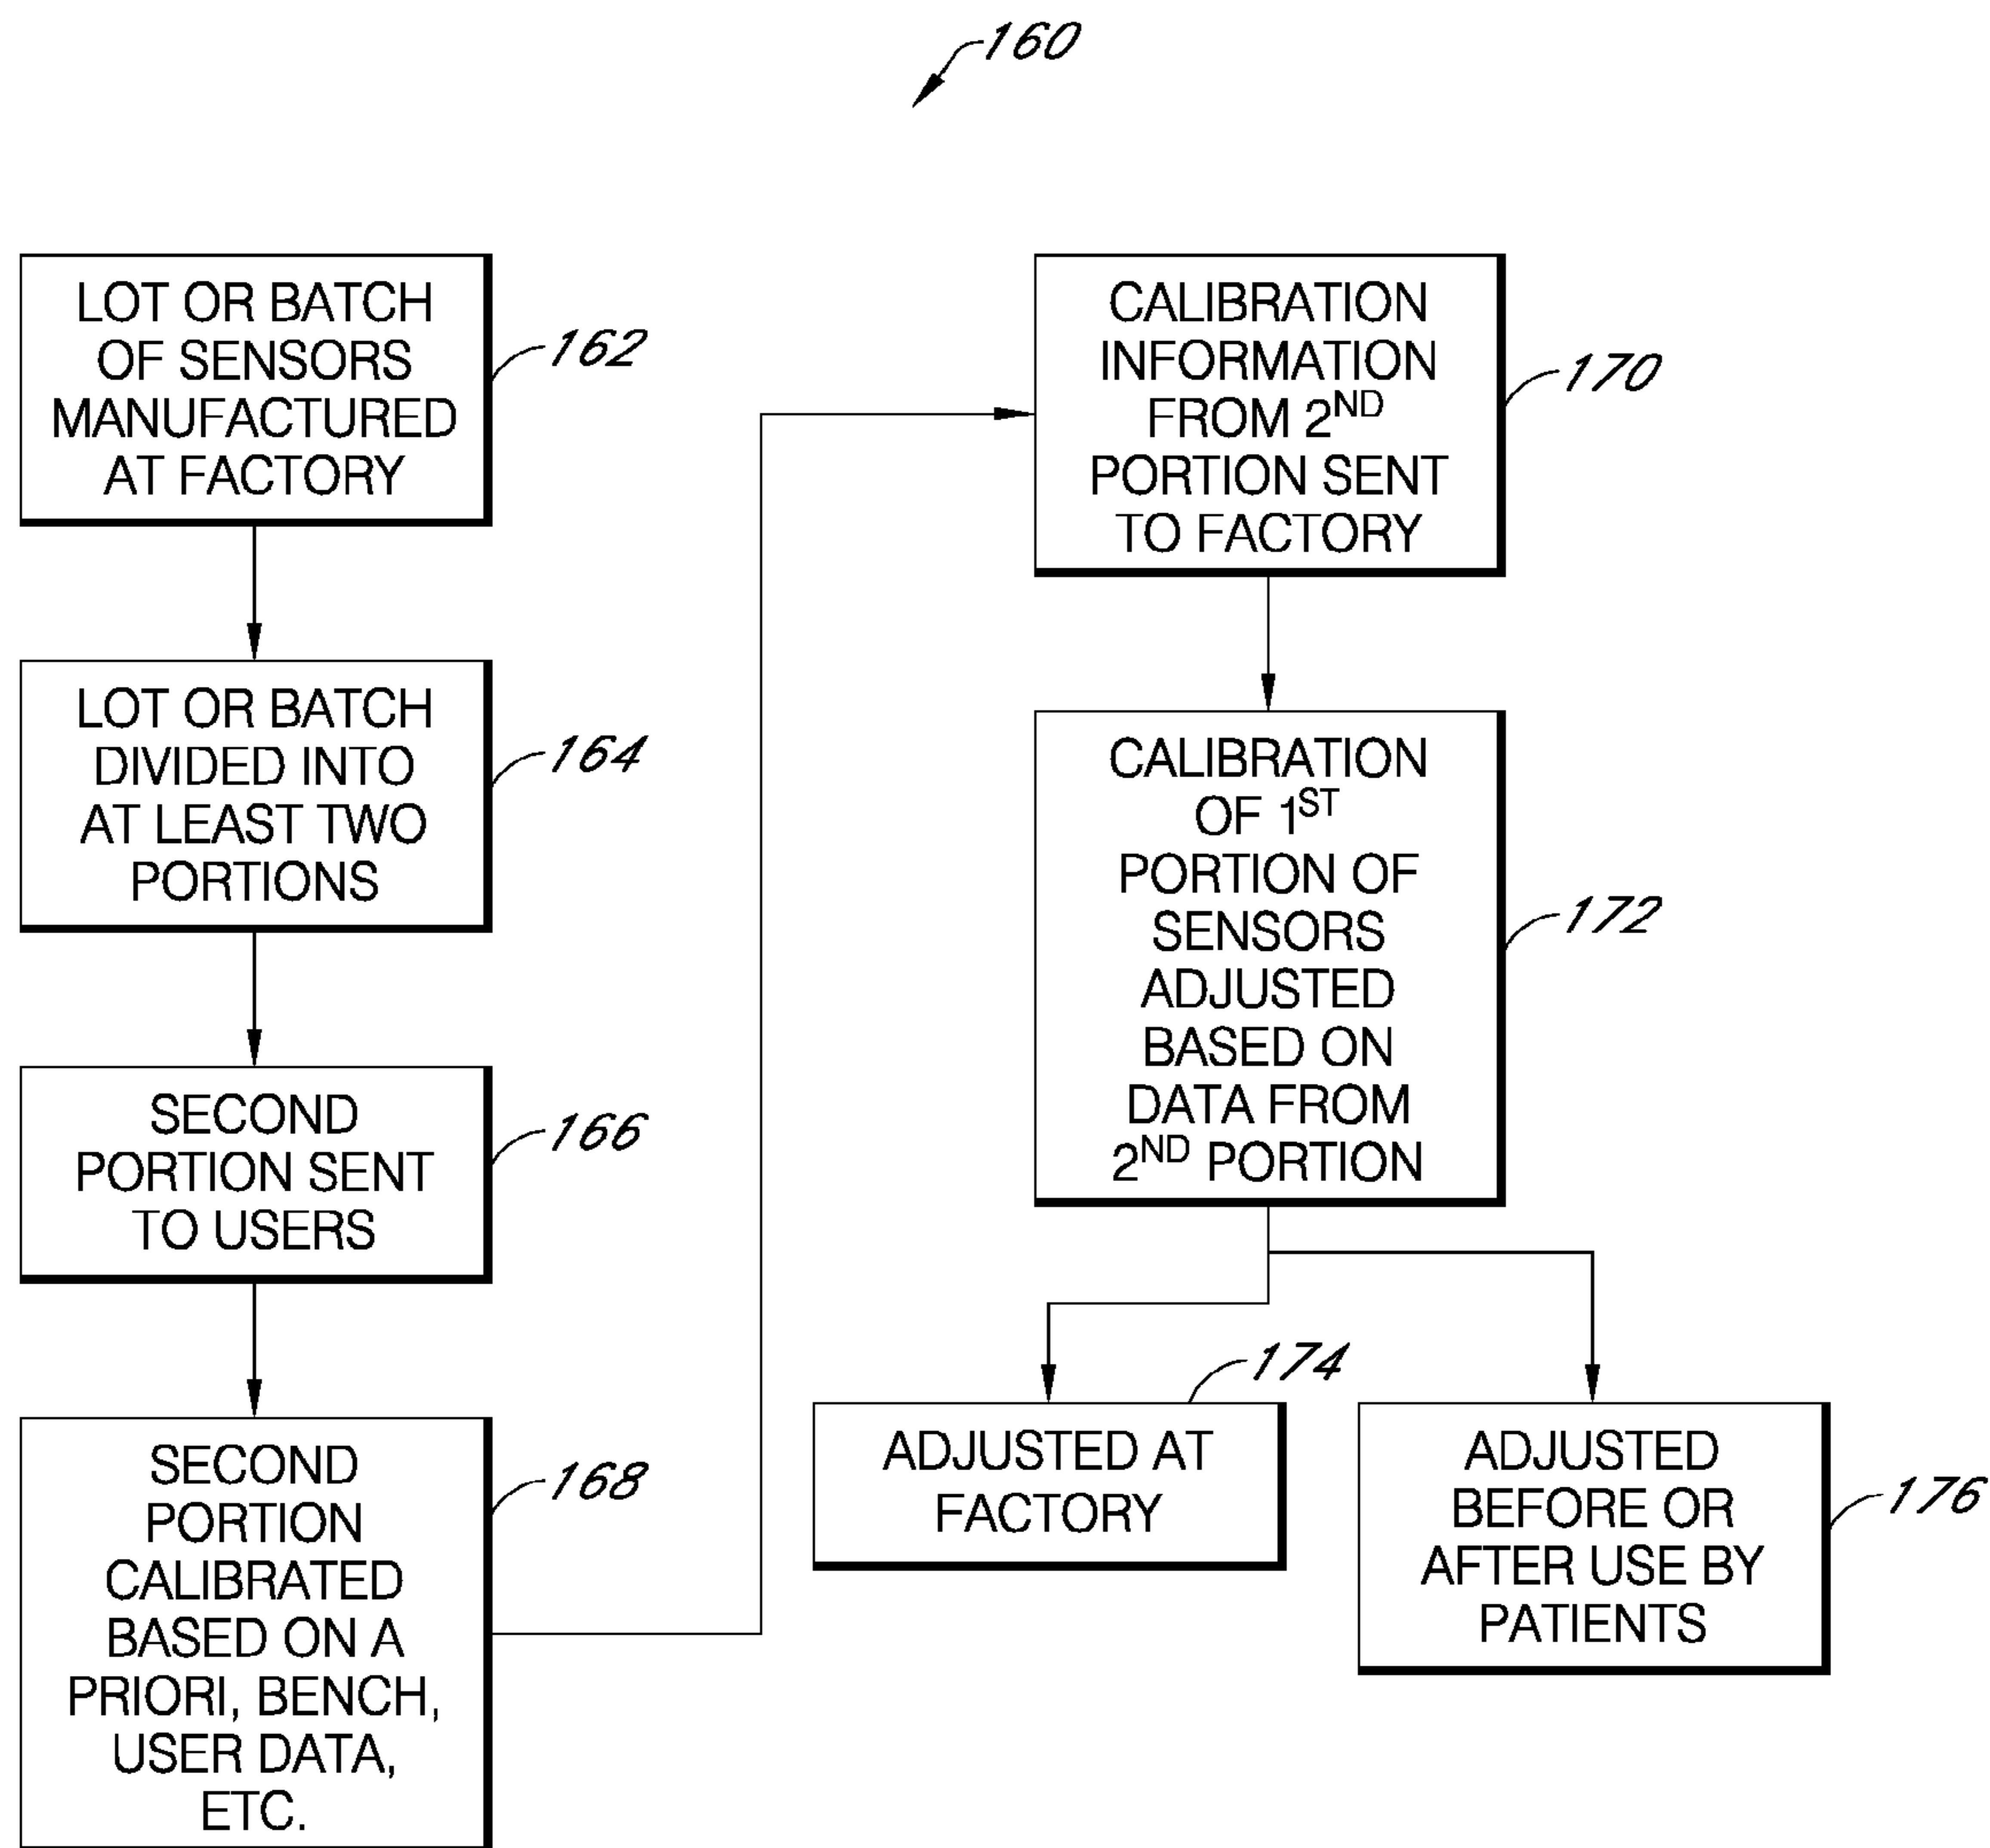 160
LOT OR BATCH
OF SENSORS
MANUFACTURED
AT FACTORY
162
LOT OR BATCH
DIVIDED INTO
AT LEAST TWO
PORTIONS
164
SECOND
PORTION SENT
TO USERS
166
SECOND
PORTION
CALIBRATED
BASED ON A
PRIORI, BENCH,
USER DATA,
ETC.
168
CALIBRATION
INFORMATION
FROM 2ND
PORTION SENT
TO FACTORY
170
CALIBRATION
OF 1ST
PORTION OF
SENSORS
ADJUSTED
BASED ON
DATA FROM
2ND PORTION
172
ADJUSTED AT
FACTORY
174
ADJUSTED
BEFORE OR
AFTER USE BY
PATIENTS
176